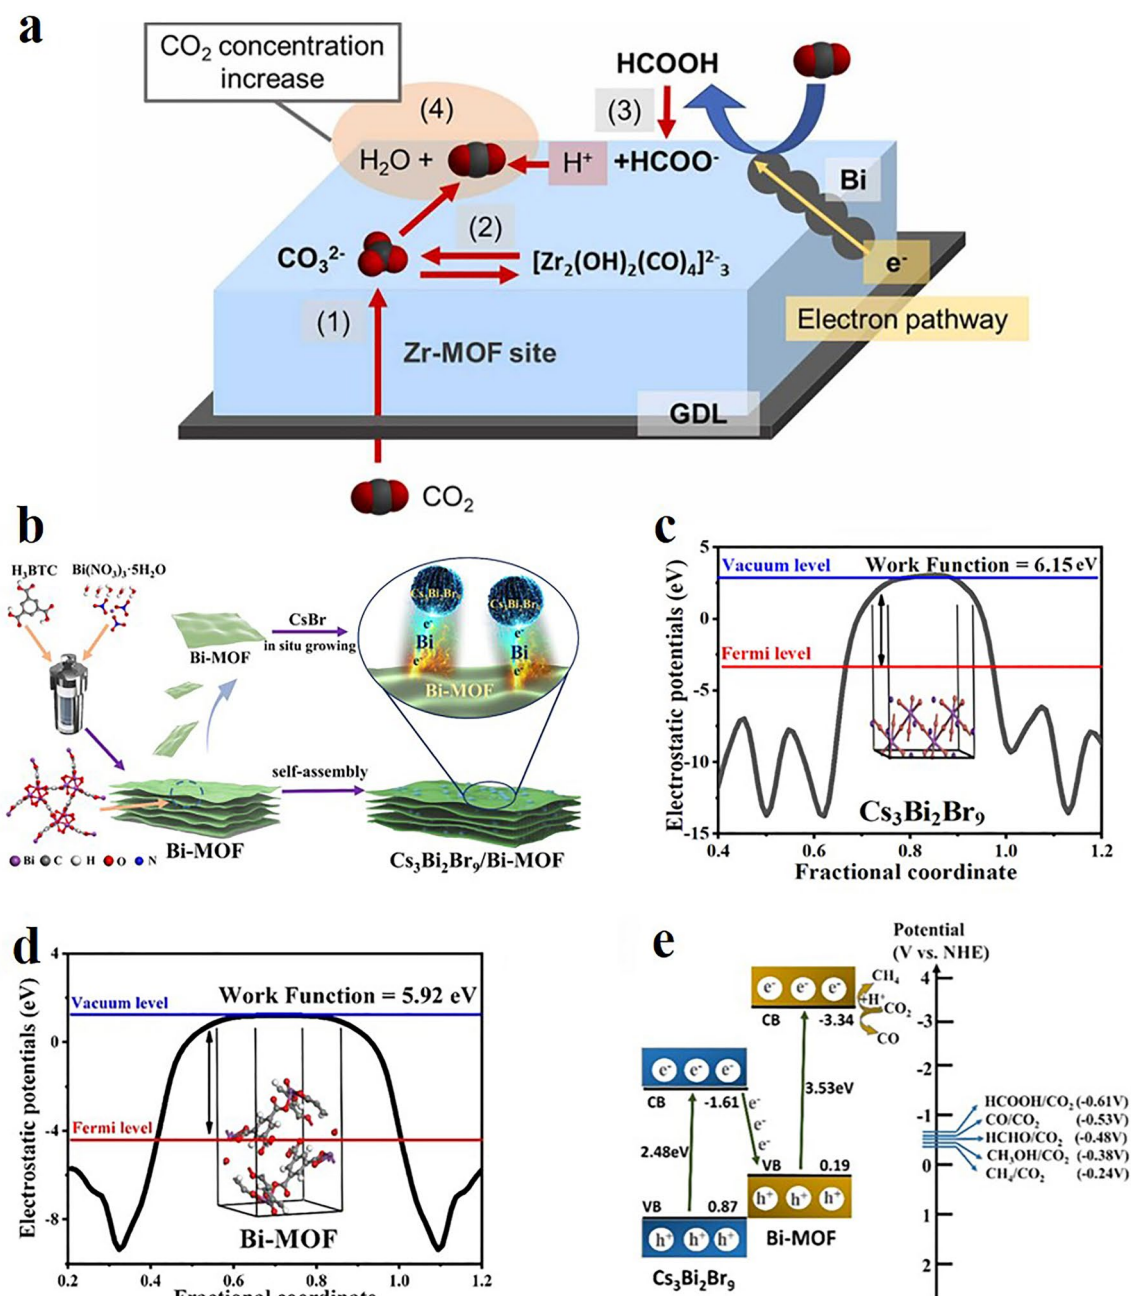 a
CO2 concentration
increase
HCOOH
(4)
(3)
H2O +
H+
+HCOO-
Bi
(2)
CO3 2-
[Zr2(OH)2(CO)4]2-3
e-
(1)
Electron pathway
Zr-MOF site
GDL
CO2
b
H3BTC
Bi(NO3)3·5H2O
Bi-MOF
CsBr
in situ growing
Cs3Bi2Br9
Cs3Bi2Br9
e-
Bi
e-
e-
Bi
e-
Bi-MOF
self-assembly
Bi-MOF
Cs3Bi2Br9/Bi-MOF
Bi C H O N
c
Electrostatic potentials (eV)
5
0
-5
-10
-15
Vacuum level
Work Function = 6.15 eV
Fermi level
Cs3Bi2Br9
0.4 0.6 0.8 1.0 1.2
Fractional coordinate
d
Electrostatic potentials (eV)
4
0
-4
-8
Vacuum level
Work Function = 5.92 eV
Fermi level
Bi-MOF
0.2 0.4 0.6 0.8 1.0 1.2
Fractional coordinate
e
Potential
(V vs. NHE)
e- e- e-
CB -3.34
CH4
+H+
CO2
CO
e- e- e-
CB -1.61
3.53eV
2.48eV
e-
e-
VB 0.19
h+ h+ h+
Bi-MOF
VB 0.87
h+ h+ h+
Cs3Bi2Br9
4
-3
-2
-1
0
1
2
HCOOH/CO2 (-0.61V)
CO/CO2 (-0.53V)
HCHO/CO2 (-0.48V)
CH3OH/CO2 (-0.38V)
CH4/CO2 (-0.24V)